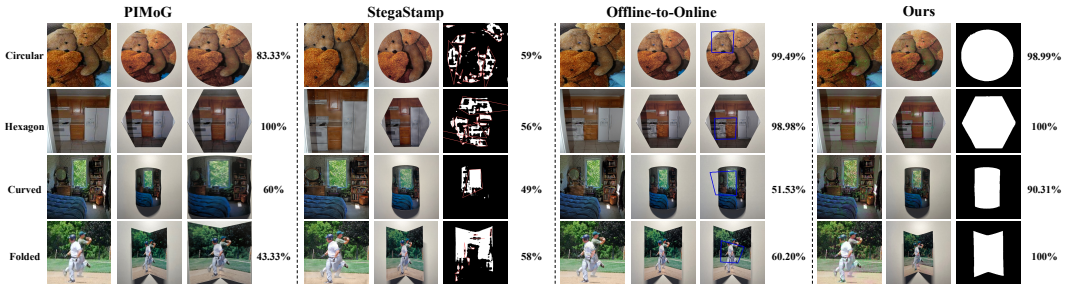 PIMoG StegaStamp Offline-to-Online Ours
Circular 83.33% 59% 99.49% 98.99%
Hexagon 100% 56% 98.98% 100%
Curved 60% 49% 51.53% 90.31%
Folded 43.33% 58% 60.20% 100%